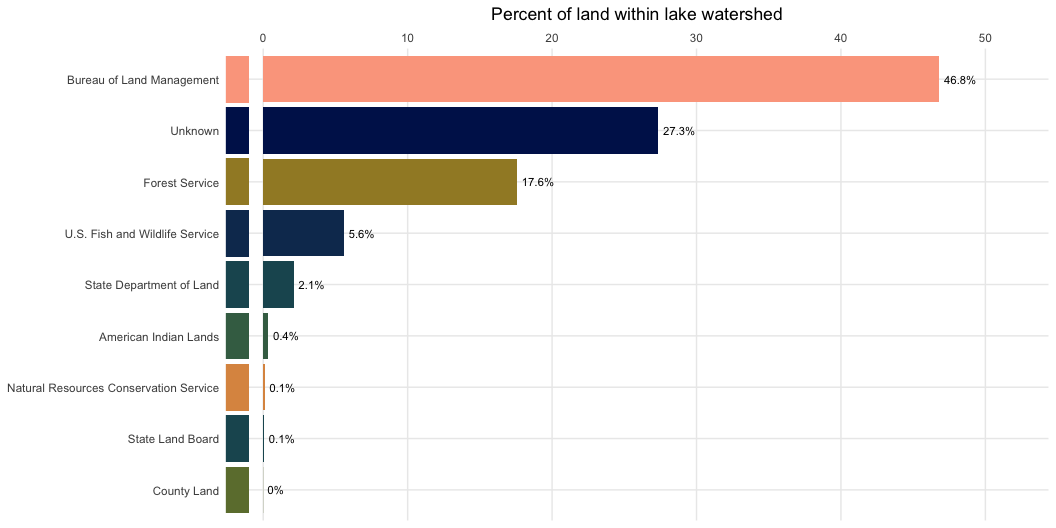 Percent of land within lake watershed
0 10 20 30 40 50
Bureau of Land Management 46.8%
Unknown 27.3%
Forest Service 17.6%
U.S. Fish and Wildlife Service 5.6%
State Department of Land 2.1%
American Indian Lands 0.4%
Natural Resources Conservation Service 0.1%
State Land Board 0.1%
County Land 0%